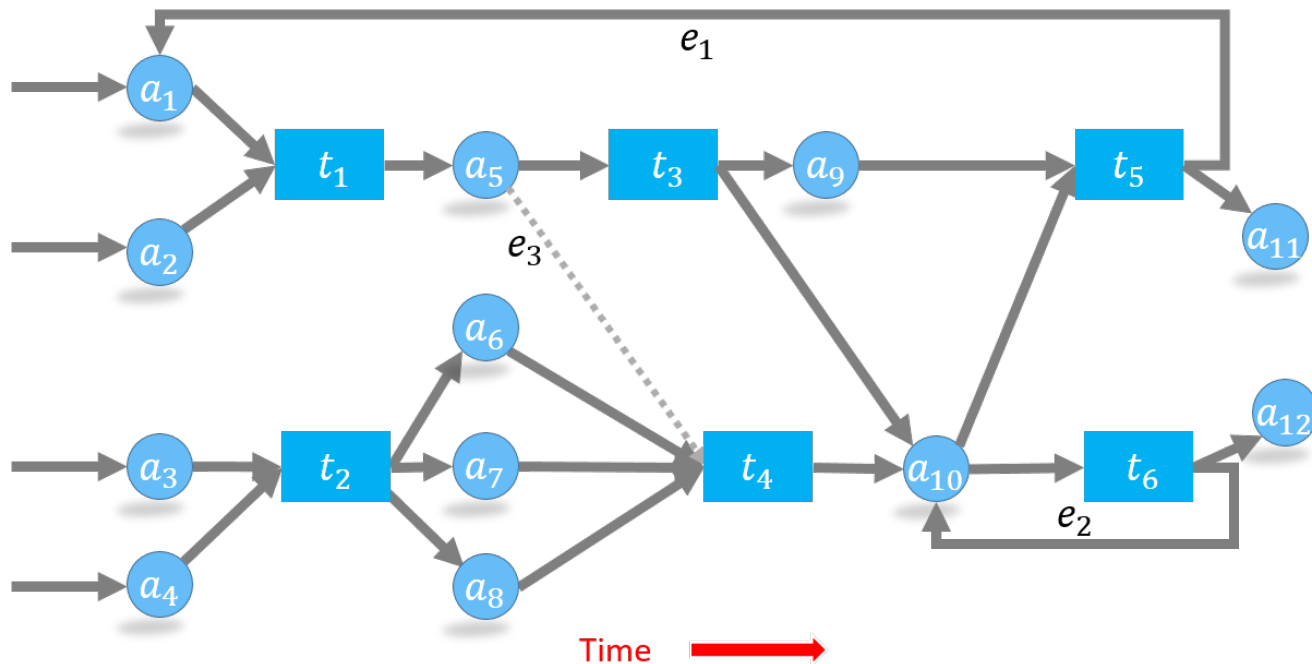 e₁
a₁
t₁
a₅
t₃
a₉
t₅
a₂
a₁₁
e₃
a₆
a₁₂
a₃
t₂
a₇
t₄
a₁₀
t₆
e₂
a₄
a₈
Time